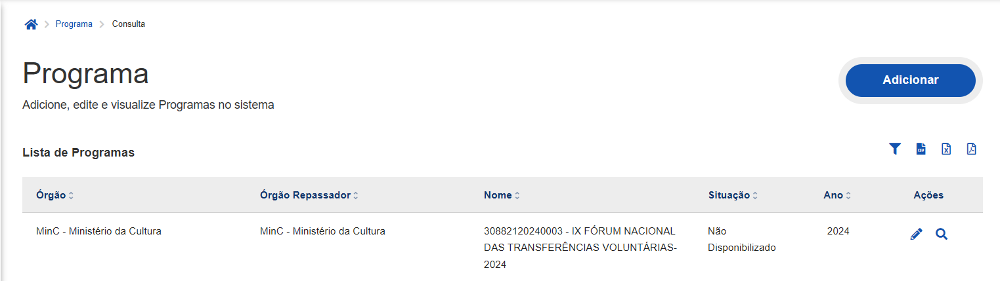 Programa Consulta
Programa
Adicionar
Adicione, edite e visualize Programas no sistema
Lista de Programas
CSV
X
Órgão Órgão Repassador Nome Situação Ano Ações
MinC - Ministério da Cultura MinC - Ministério da Cultura 30882120240003 - IX FÓRUM NACIONAL Não 2024
DAS TRANSFERÊNCIAS VOLUNTÁRIAS- Disponibilizado
2024